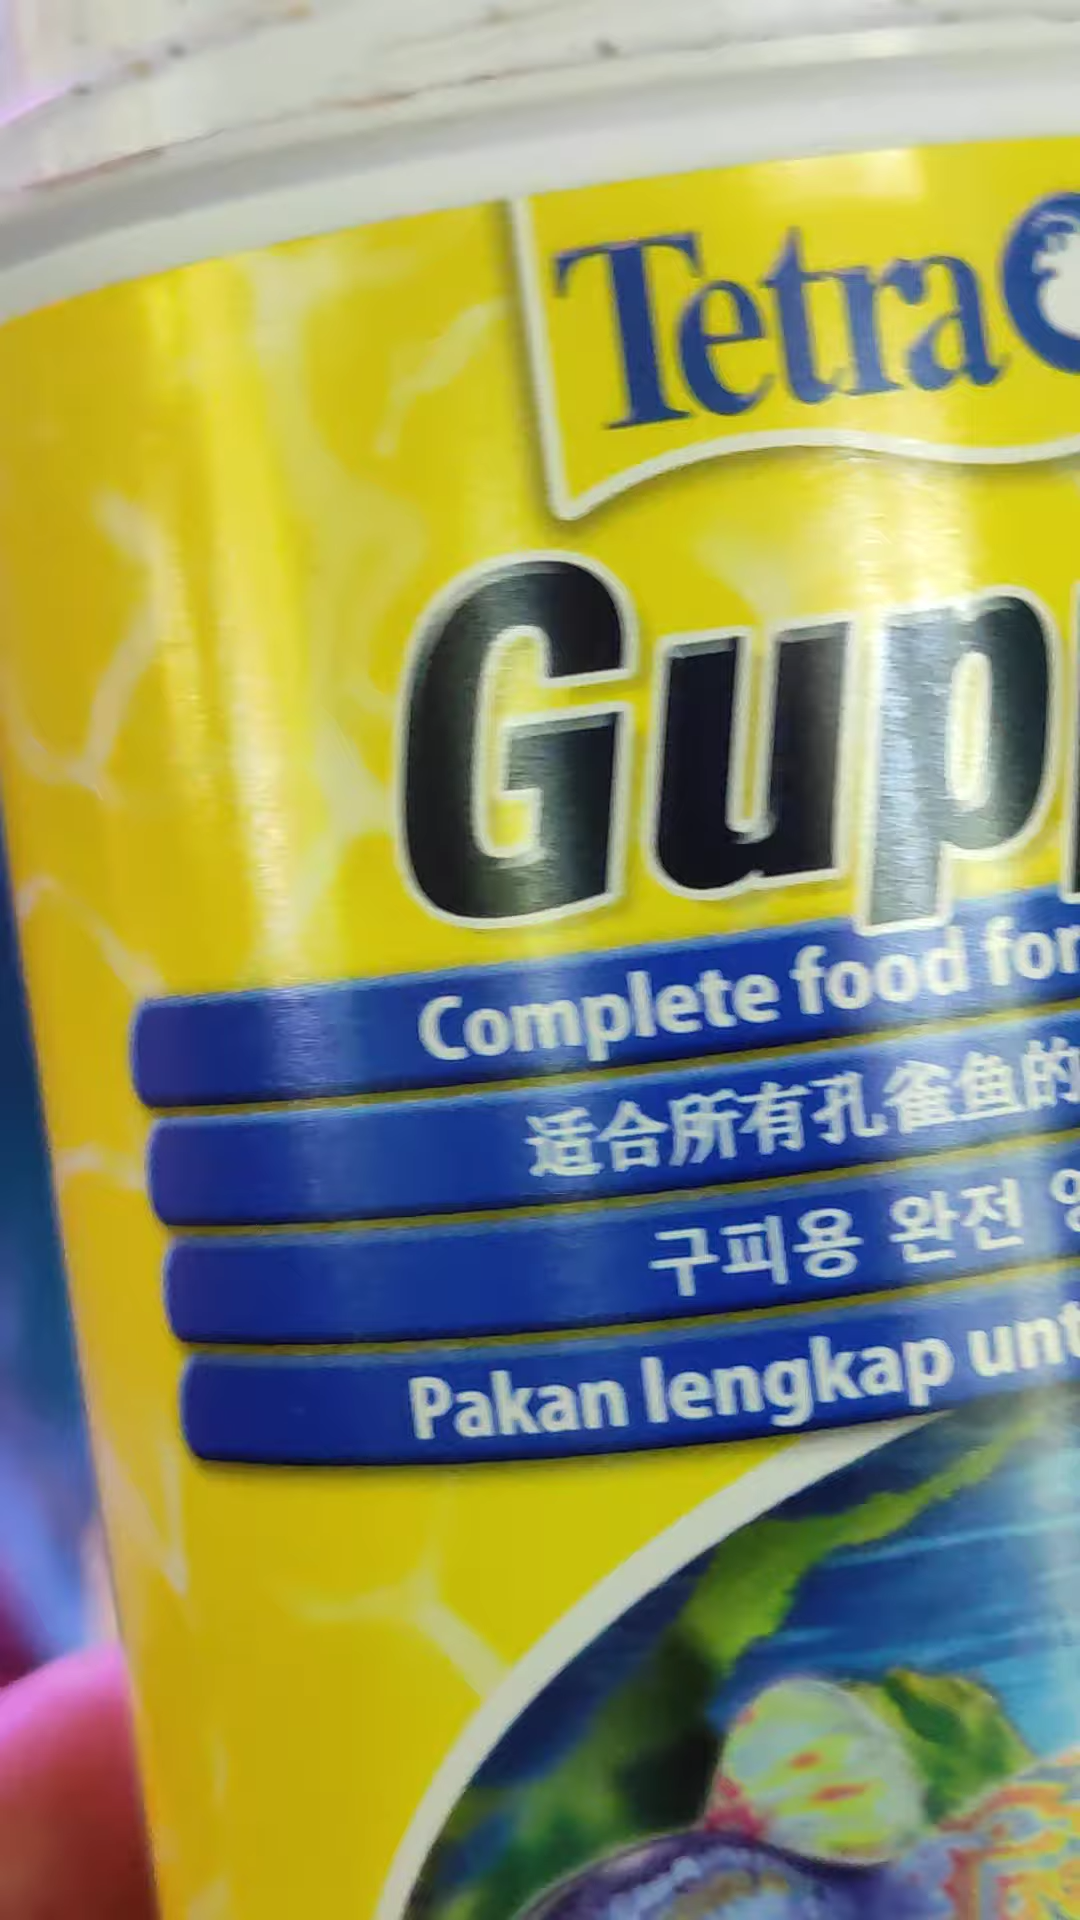 Tetra
Gup
Complete food for
适合所有孔雀鱼的
구피용 완전
Pakan lengkap unt